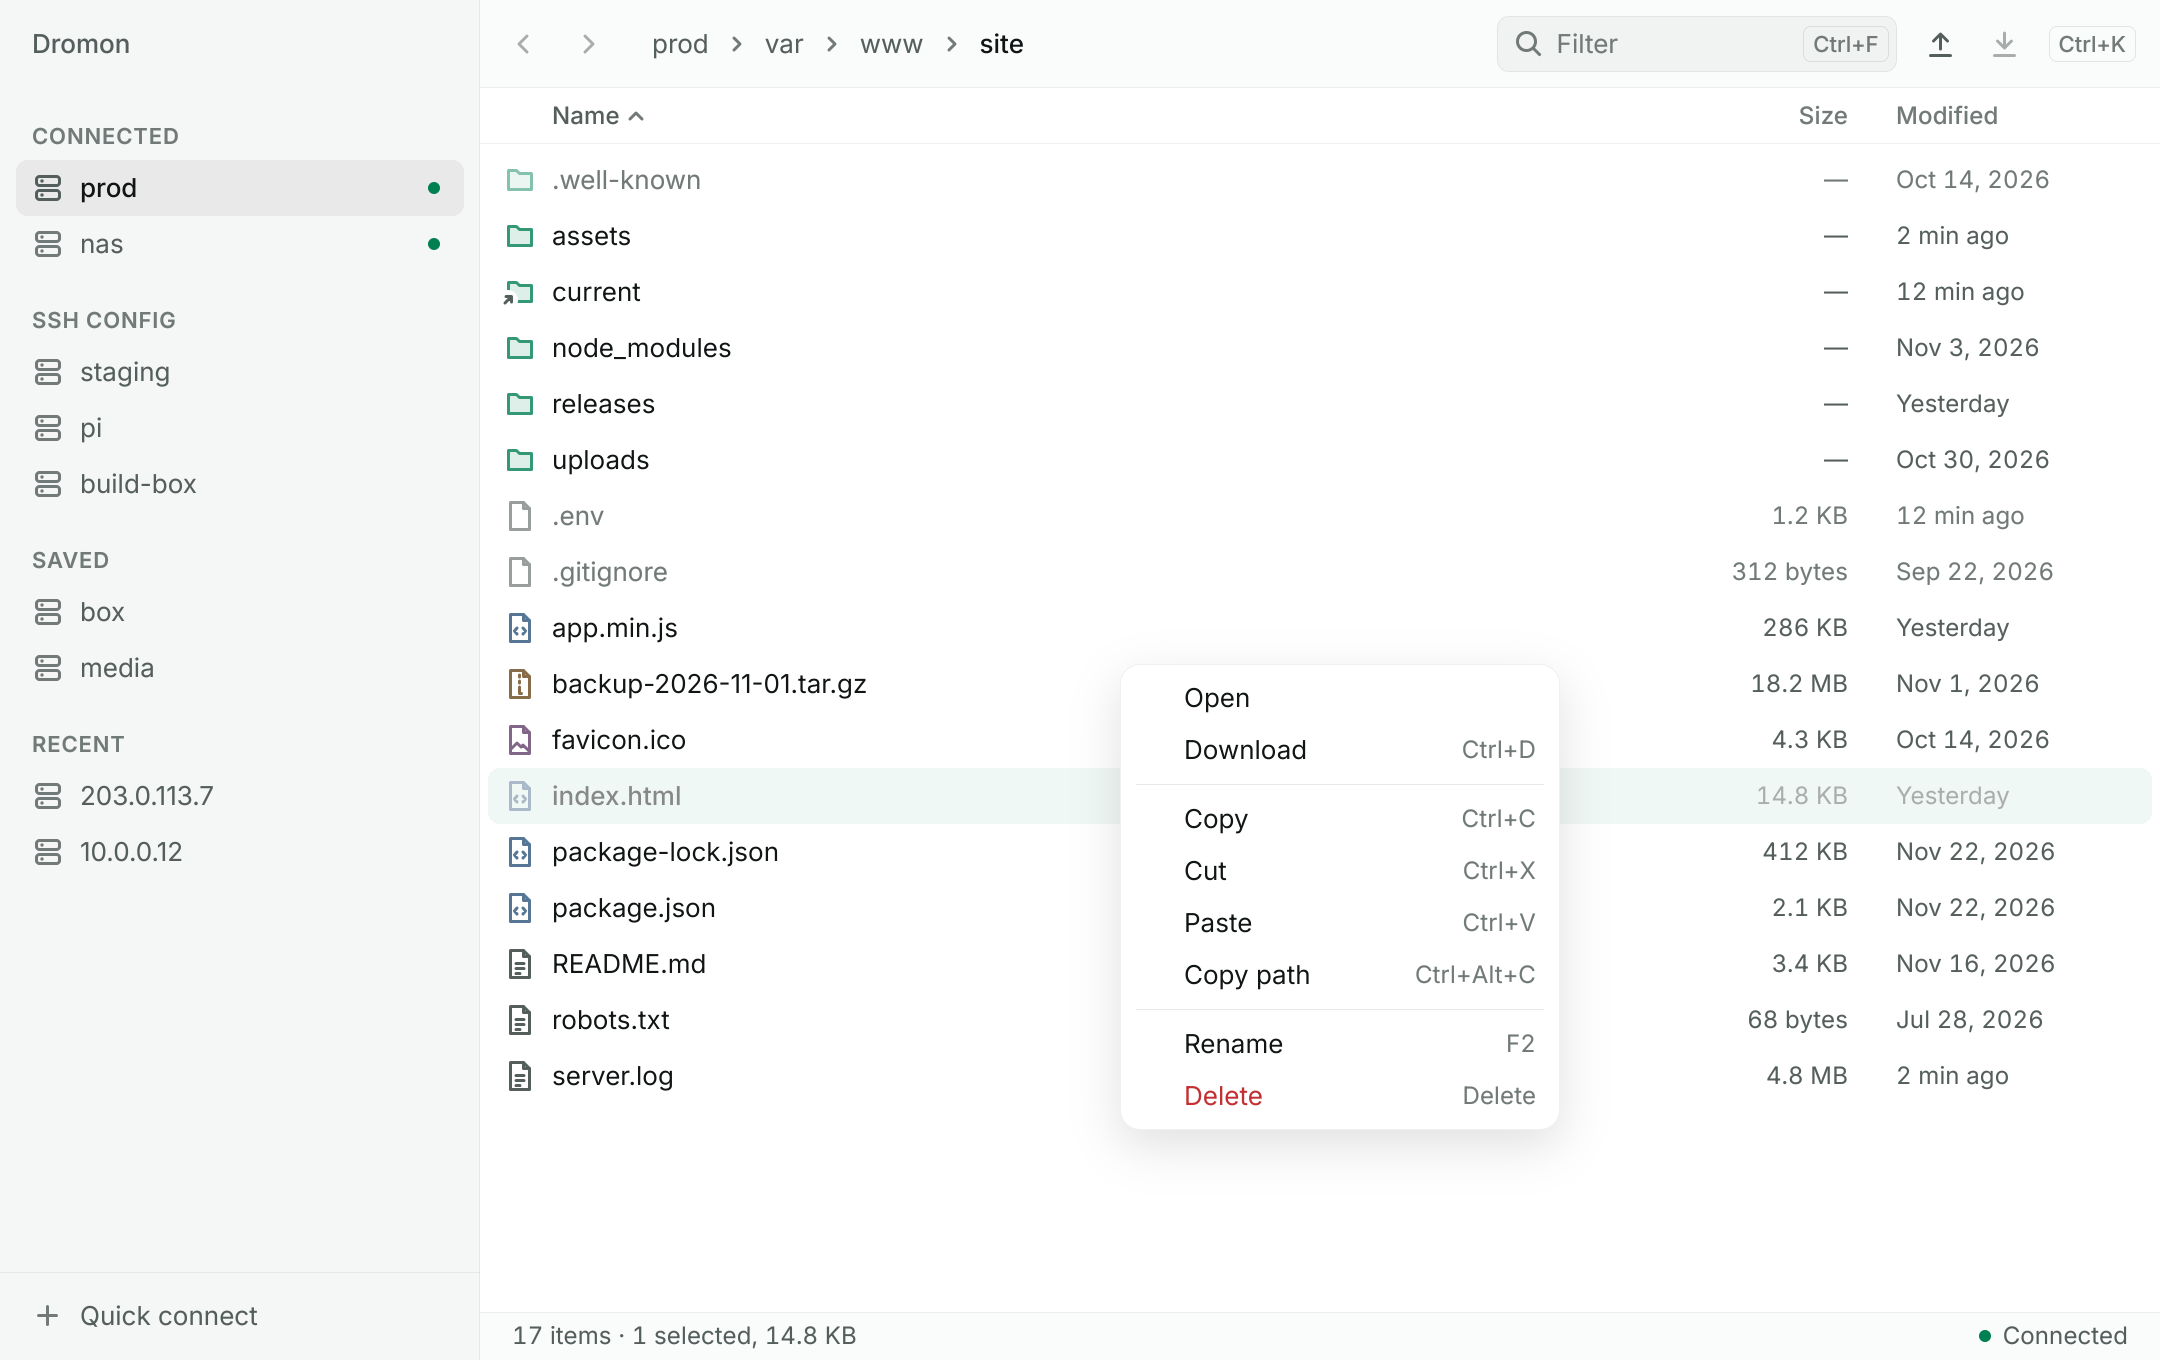 Dromon
CONNECTED
prod
nas
SSH CONFIG
staging
pi
build-box
SAVED
box
media
RECENT
203.0.113.7
10.0.0.12
Quick connect
prod > var > www > site
Filter Ctrl+F
Ctrl+K
Name Size Modified
.well-known — Oct 14, 2026
assets — 2 min ago
current — 12 min ago
node_modules — Nov 3, 2026
releases — Yesterday
uploads — Oct 30, 2026
.env 1.2 KB 12 min ago
.gitignore 312 bytes Sep 22, 2026
app.min.js 286 KB Yesterday
backup-2026-11-01.tar.gz 18.2 MB Nov 1, 2026
favicon.ico 4.3 KB Oct 14, 2026
index.html 14.8 KB Yesterday
package-lock.json 412 KB Nov 22, 2026
package.json 2.1 KB Nov 22, 2026
README.md 3.4 KB Nov 16, 2026
robots.txt 68 bytes Jul 28, 2026
server.log 4.8 MB 2 min ago
Open
Download Ctrl+D
Copy Ctrl+C
Cut Ctrl+X
Paste Ctrl+V
Copy path Ctrl+Alt+C
Rename F2
Delete Delete
17 items · 1 selected, 14.8 KB
Connected